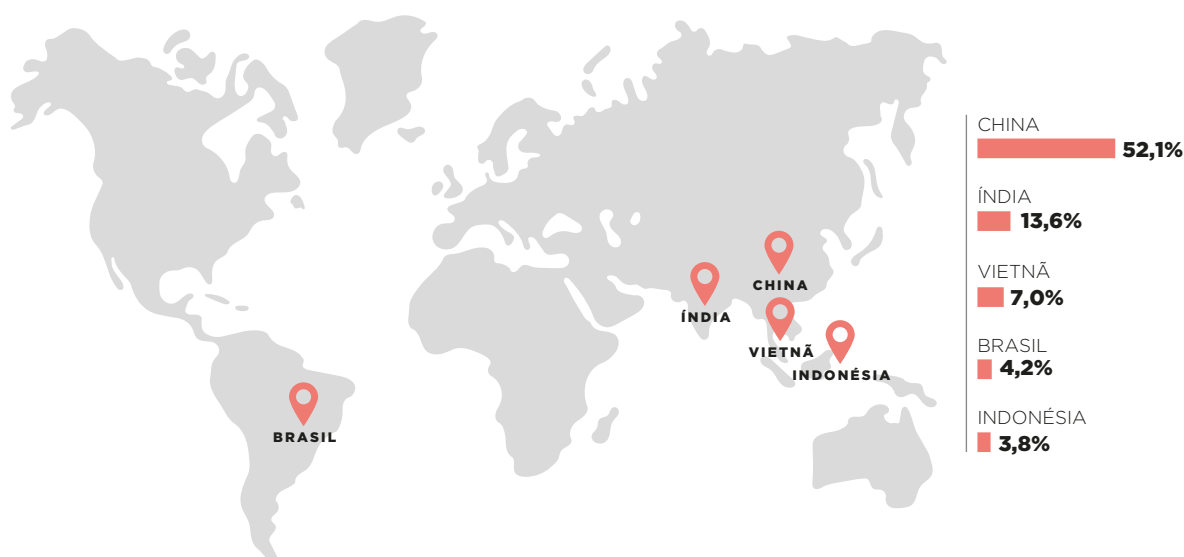 CHINA
52,1%
ÍNDIA
13,6%
VIETNÃ
7,0%
BRASIL
4,2%
INDONÉSIA
3,8%
CHINA
ÍNDIA
VIETNÃ
INDONÉSIA
BRASIL